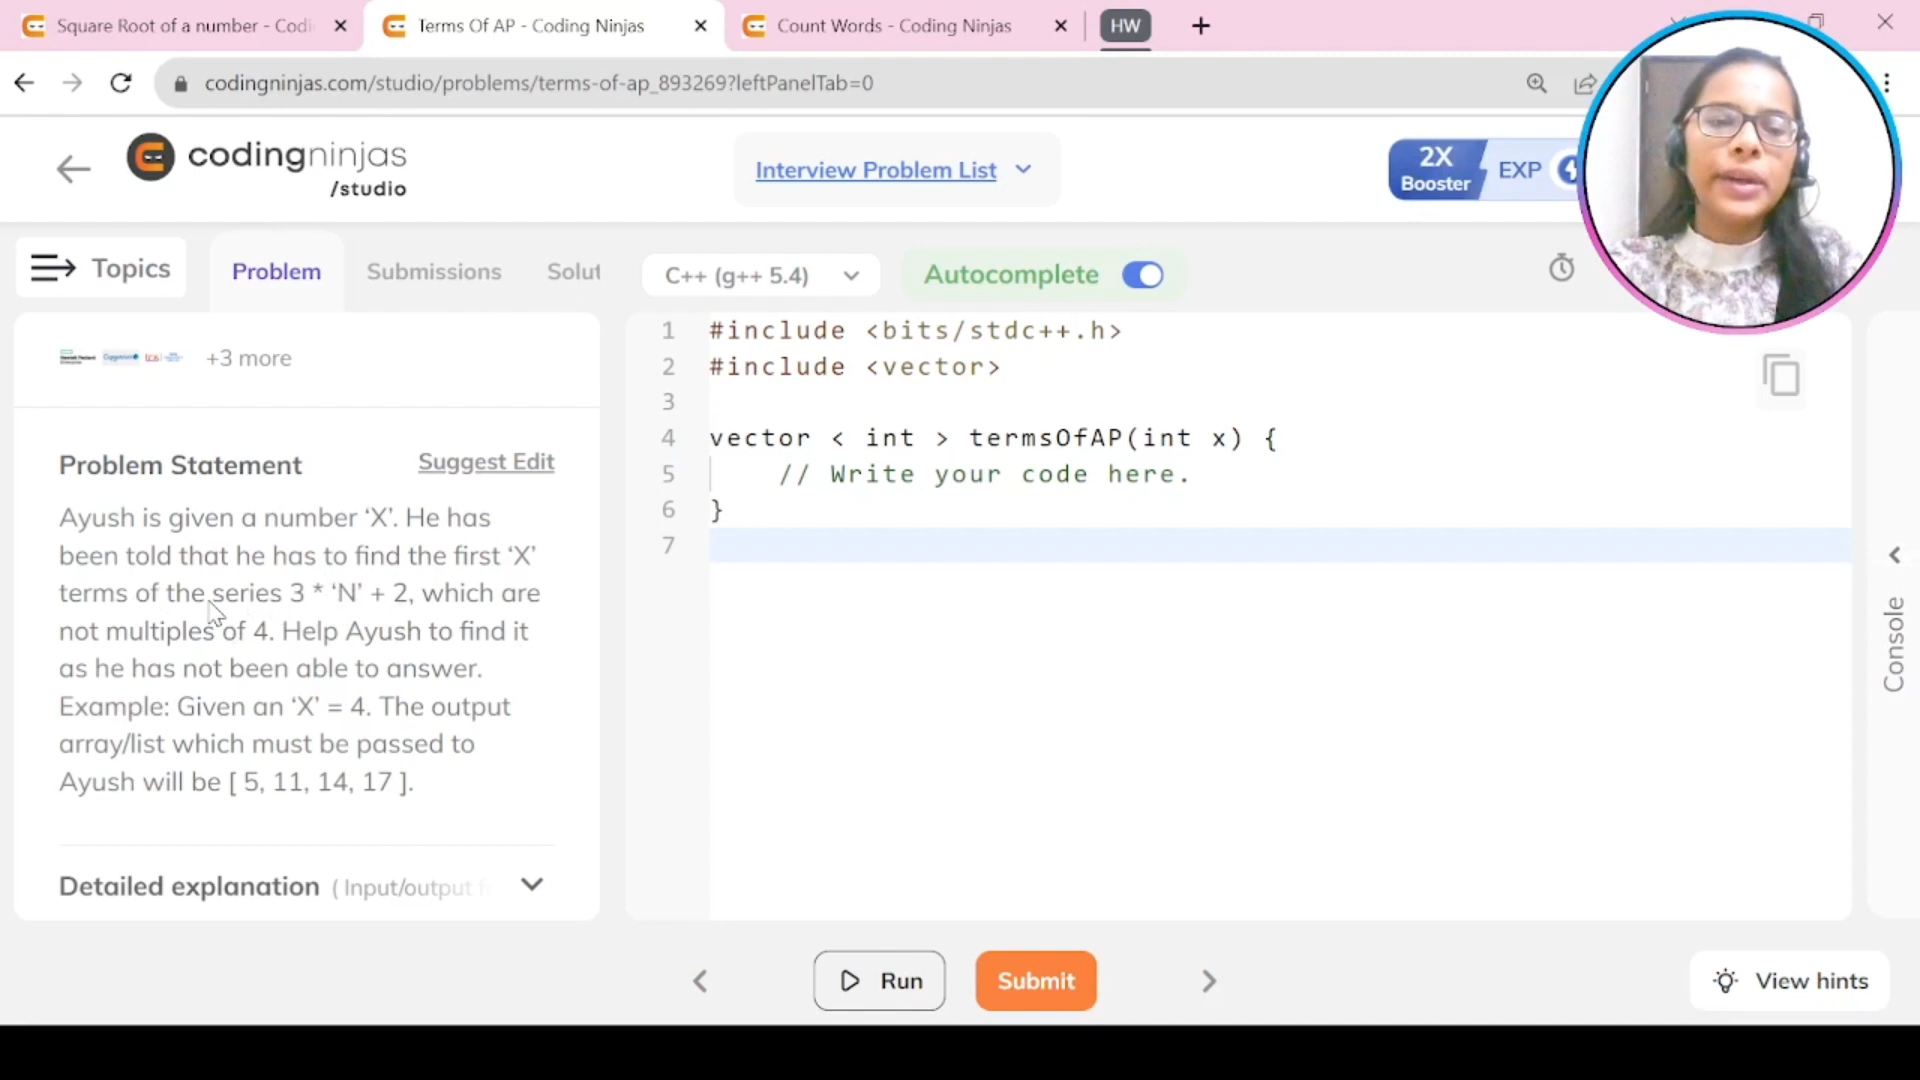 Square Root of a number - Codi
Terms Of AP - Coding Ninjas
Count Words - Coding Ninjas
HW
codingninjas.com/studio/problems/terms-of-ap_893269?leftPanelTab=0
codingninjas
/studio
Interview Problem List
2X
Booster
EXP
Topics
Problem
Submissions
Solut
C++ (g++ 5.4)
Autocomplete
+3 more
Problem Statement
Suggest Edit
Ayush is given a number ‘X’. He has
been told that he has to find the first ‘X’
terms of the series 3 * ‘N’ + 2, which are
not multiples of 4. Help Ayush to find it
as he has not been able to answer.
Example: Given an ‘X’ = 4. The output
array/list which must be passed to
Ayush will be [ 5, 11, 14, 17 ].
Detailed explanation ( Input/output f
1 #include <bits/stdc++.h>
2 #include <vector>
3
4 vector < int > termsOfAP(int x) {
5 // Write your code here.
6 }
7
Console
Run
Submit
View hints